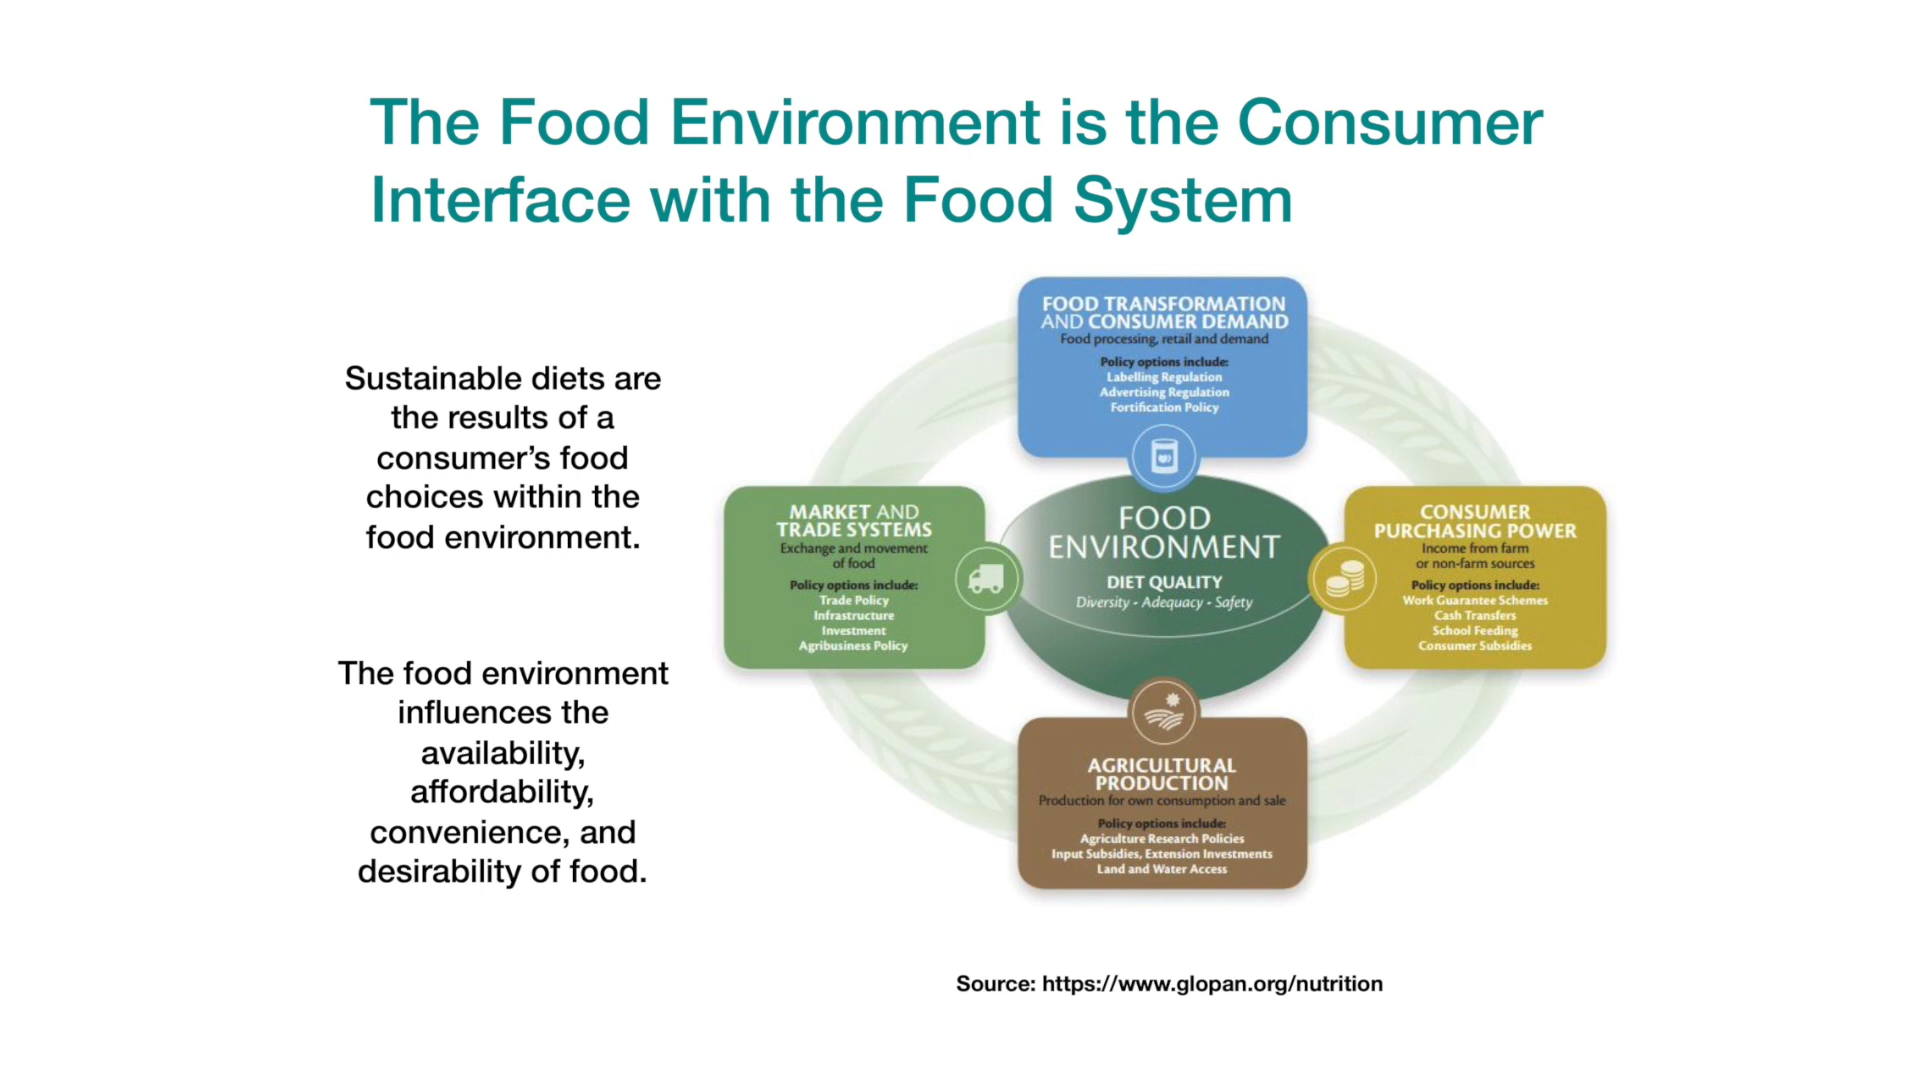 The Food Environment is the Consumer
Interface with the Food System
Sustainable diets are
the results of a
consumer’s food
choices within the
food environment.
The food environment
influences the
availability,
affordability,
convenience, and
desirability of food.
FOOD TRANSFORMATION
AND CONSUMER DEMAND
Food processing, retail and demand
Policy options include:
Labelling Regulation
Advertising Regulation
Fortification Policy
MARKET AND
TRADE SYSTEMS
Exchange and movement
of food
Policy options include:
Trade Policy
Infrastructure
Investment
Agribusiness Policy
FOOD
ENVIRONMENT
DIET QUALITY
Diversity - Adequacy - Safety
CONSUMER
PURCHASING POWER
Income from farm
or non-farm sources
Policy options include:
Work Guarantee Schemes
Cash Transfers
School Feeding
Consumer Subsidies
AGRICULTURAL
PRODUCTION
Production for own consumption and sale
Policy options include:
Agriculture Research Policies
Input Subsidies, Extension Investments
Land and Water Access
Source: https://www.glopan.org/nutrition